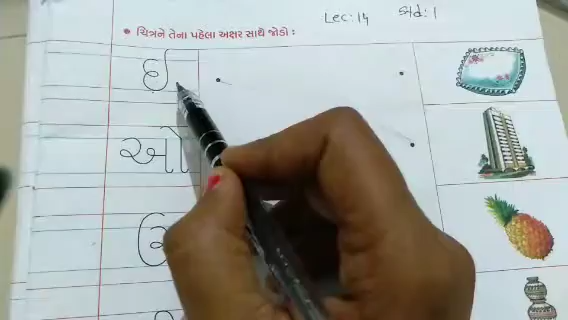 Lec: 14 Std: 1
• ચિત્રને તેના પહેલા અક્ષર સાથે જોડો :
ઈ
ઓ